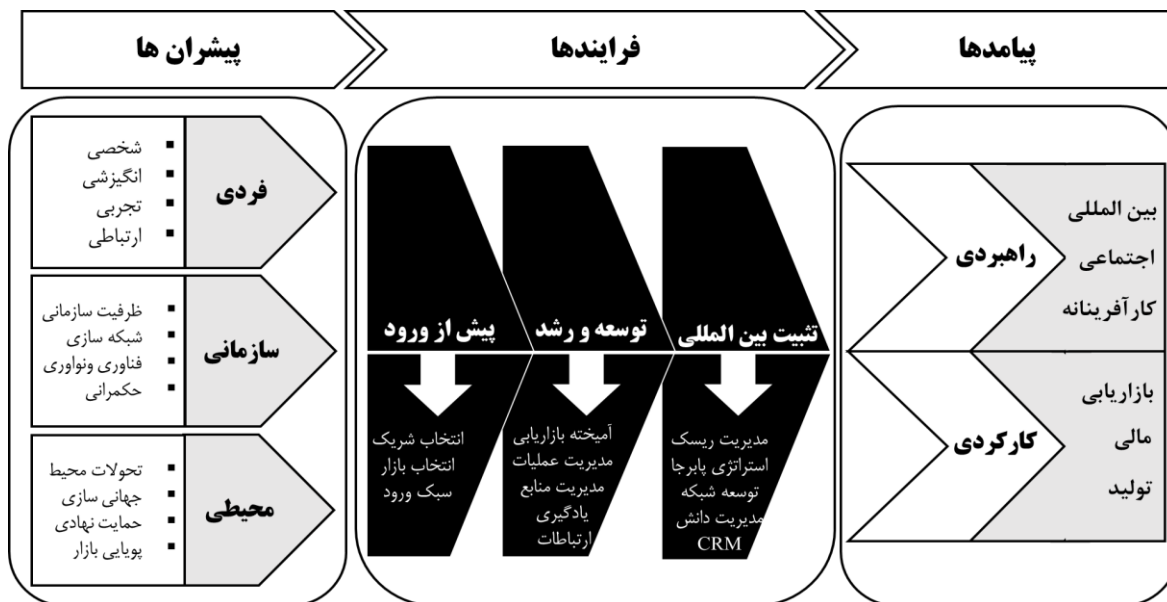 پیشران ها
فرایندها
پیامدها
فردی
شخصی
انگیزشی
تجربی
ارتباطی
سازمانی
ظرفیت سازمانی
شبکه سازی
فناوری ونواوری
حکمرانی
محیطی
تحولات محیط
جهانی سازی
حمایت نهادی
پویایی بازار
پیش از ورود
انتخاب شریک
انتخاب بازار
سبک ورود
توسعه و رشد
آمیخته بازاریابی
مدیریت عملیات
مدیریت منابع
یادگیری
ارتباطات
تثبیت بین المللی
مدیریت ریسک
استراتژی پابرجا
توسعه شبکه
مدیریت دانش
CRM
راهبردی
بین المللی
اجتماعی
کارآفرینانه
کارکردی
بازاریابی
مالی
تولید